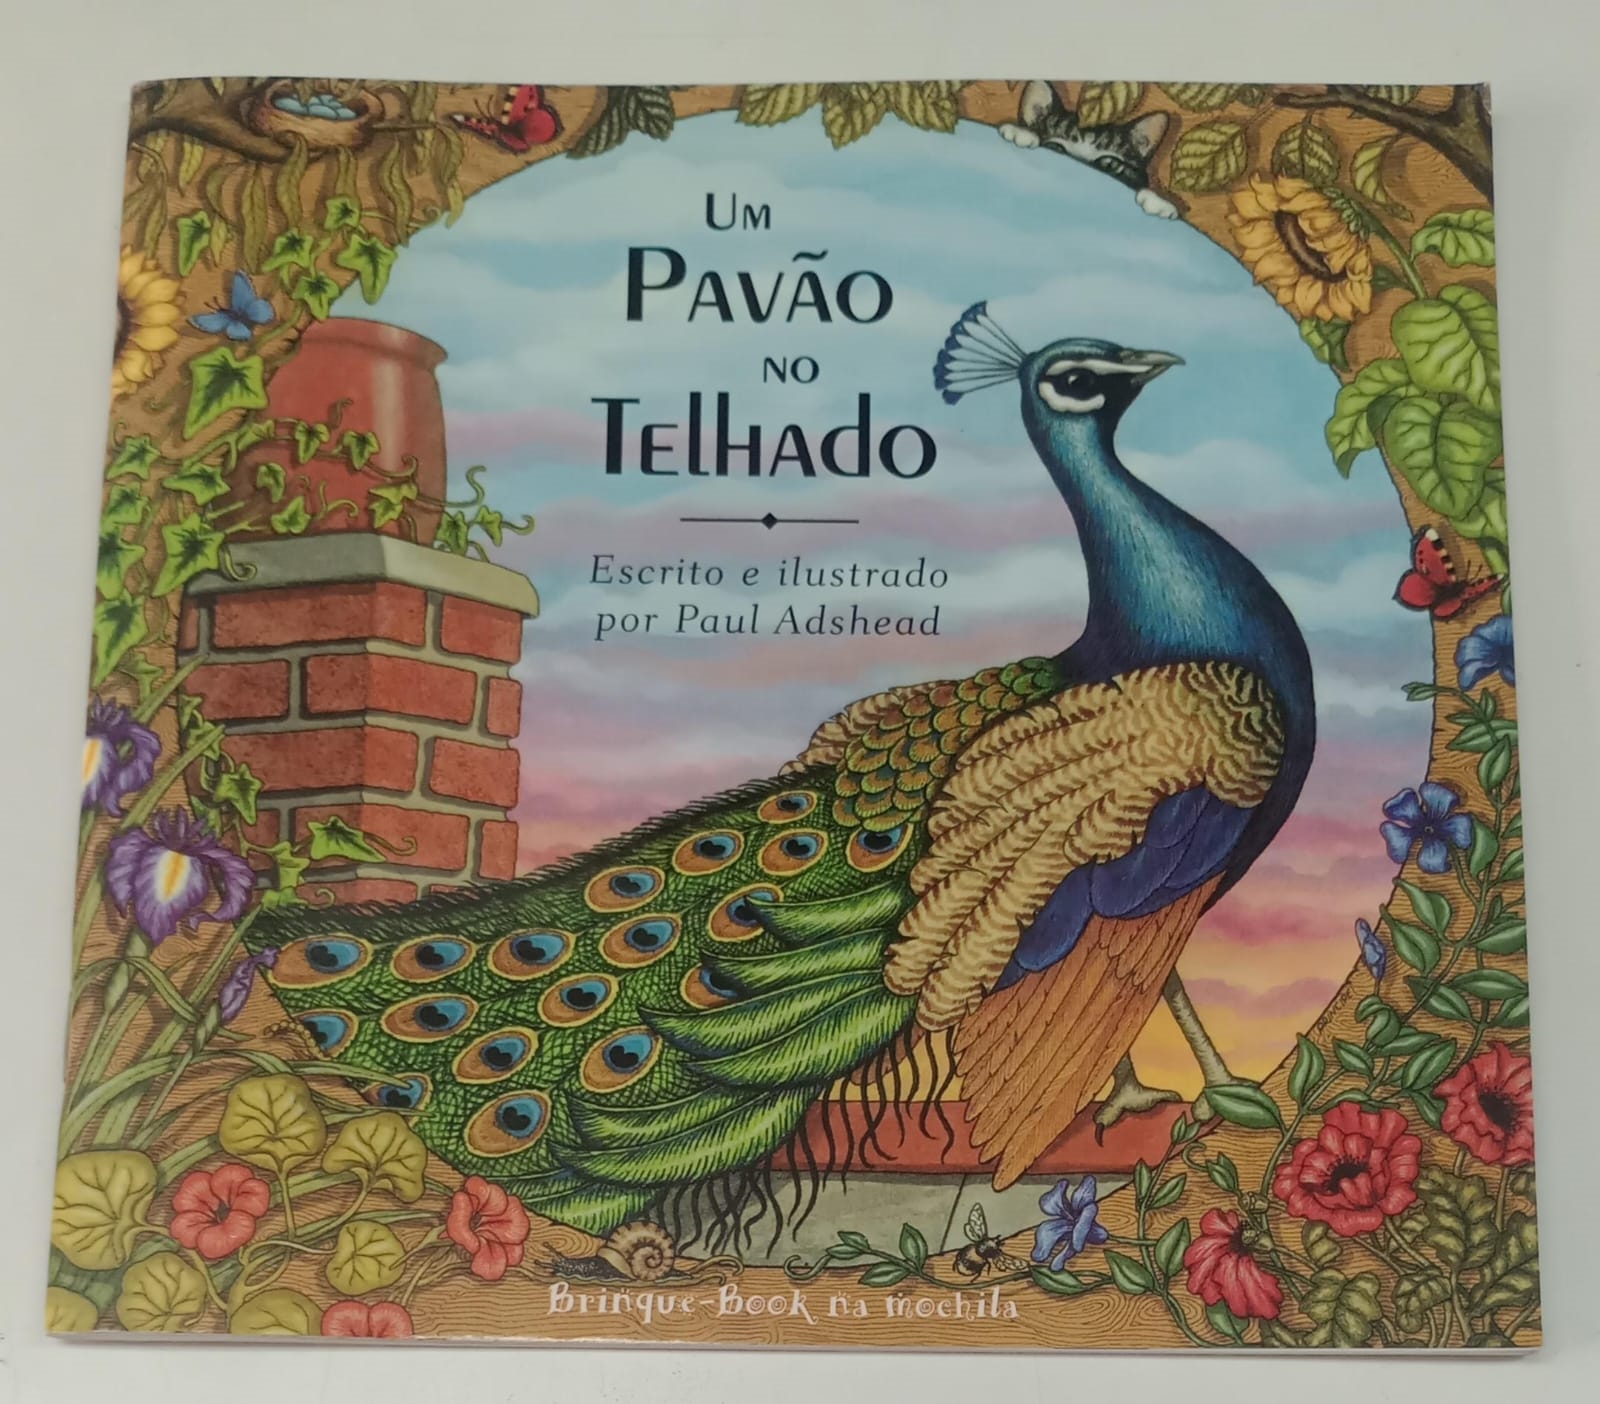 Um
Pavão
no
Telhado
Escrito e ilustrado
por Paul Adshead
Brinque-Book na mochila